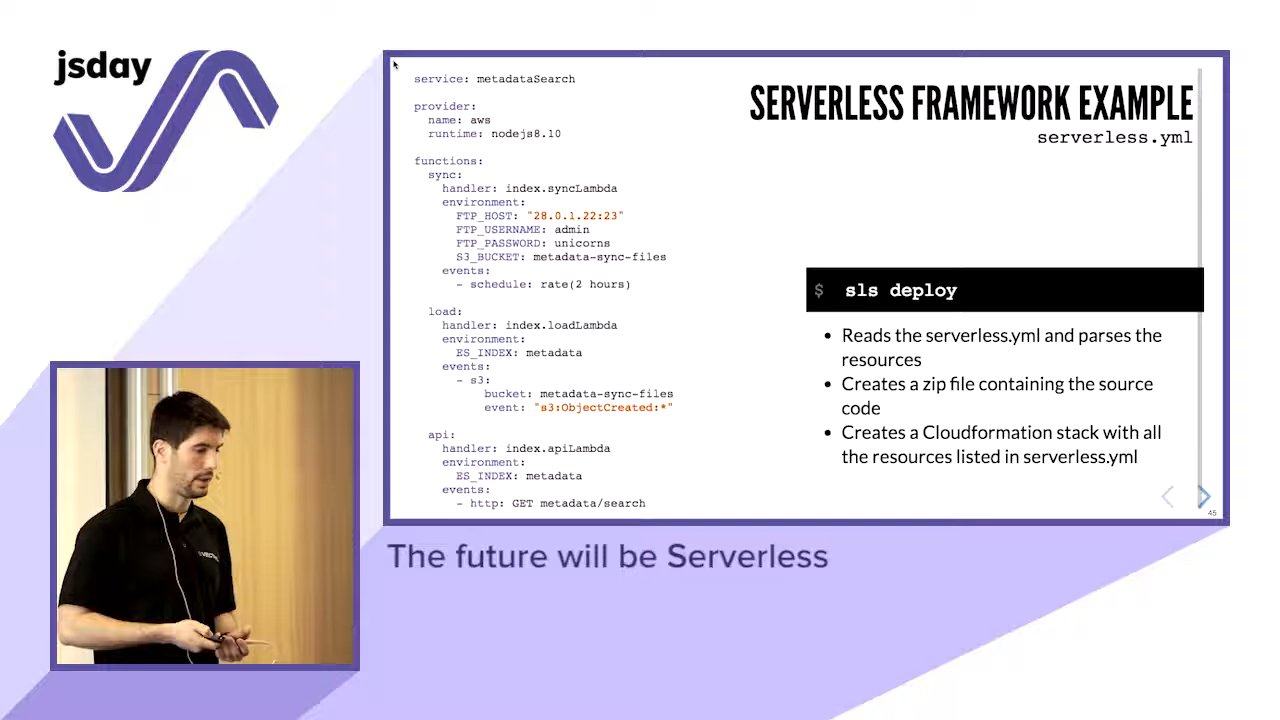 jsday
service: metadataSearch
provider:
name: aws
runtime: nodejs8.10
functions:
sync:
handler: index.syncLambda
environment:
FTP_HOST: "28.0.1.22:23"
FTP_USERNAME: admin
FTP_PASSWORD: unicorns
S3_BUCKET: metadata-sync-files
events:
- schedule: rate(2 hours)
load:
handler: index.loadLambda
environment:
ES_INDEX: metadata
events:
- s3:
bucket: metadata-sync-files
event: "s3:ObjectCreated:*"
api:
handler: index.apiLambda
environment:
ES_INDEX: metadata
events:
- http: GET metadata/search
SERVERLESS FRAMEWORK EXAMPLE
serverless.yml
$ sls deploy
• Reads the serverless.yml and parses the
resources
• Creates a zip file containing the source
code
• Creates a Cloudformation stack with all
the resources listed in serverless.yml
45
The future will be Serverless